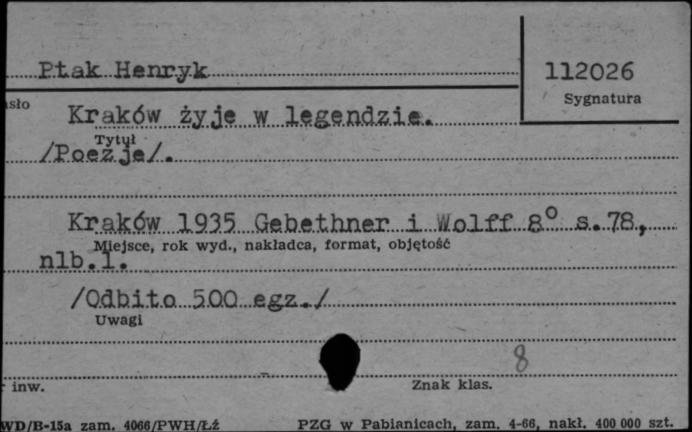 Ptak Henryk
112026
Sygnatura
Kraków żyje w legendzie.
Tytuł
/Poezje/.
Kraków 1935 Gebethner i Wolff 8° s.78,
Miejsce, rok wyd., nakładca, format, objętość
nlb.1.
/Odbito 500 egz./
Uwagi
8
inw.
Znak klas.
WD/B-15a zam. 4066/PWH/Łź
PZG w Pabianicach, zam. 4-66, nakł. 400 000 szt.